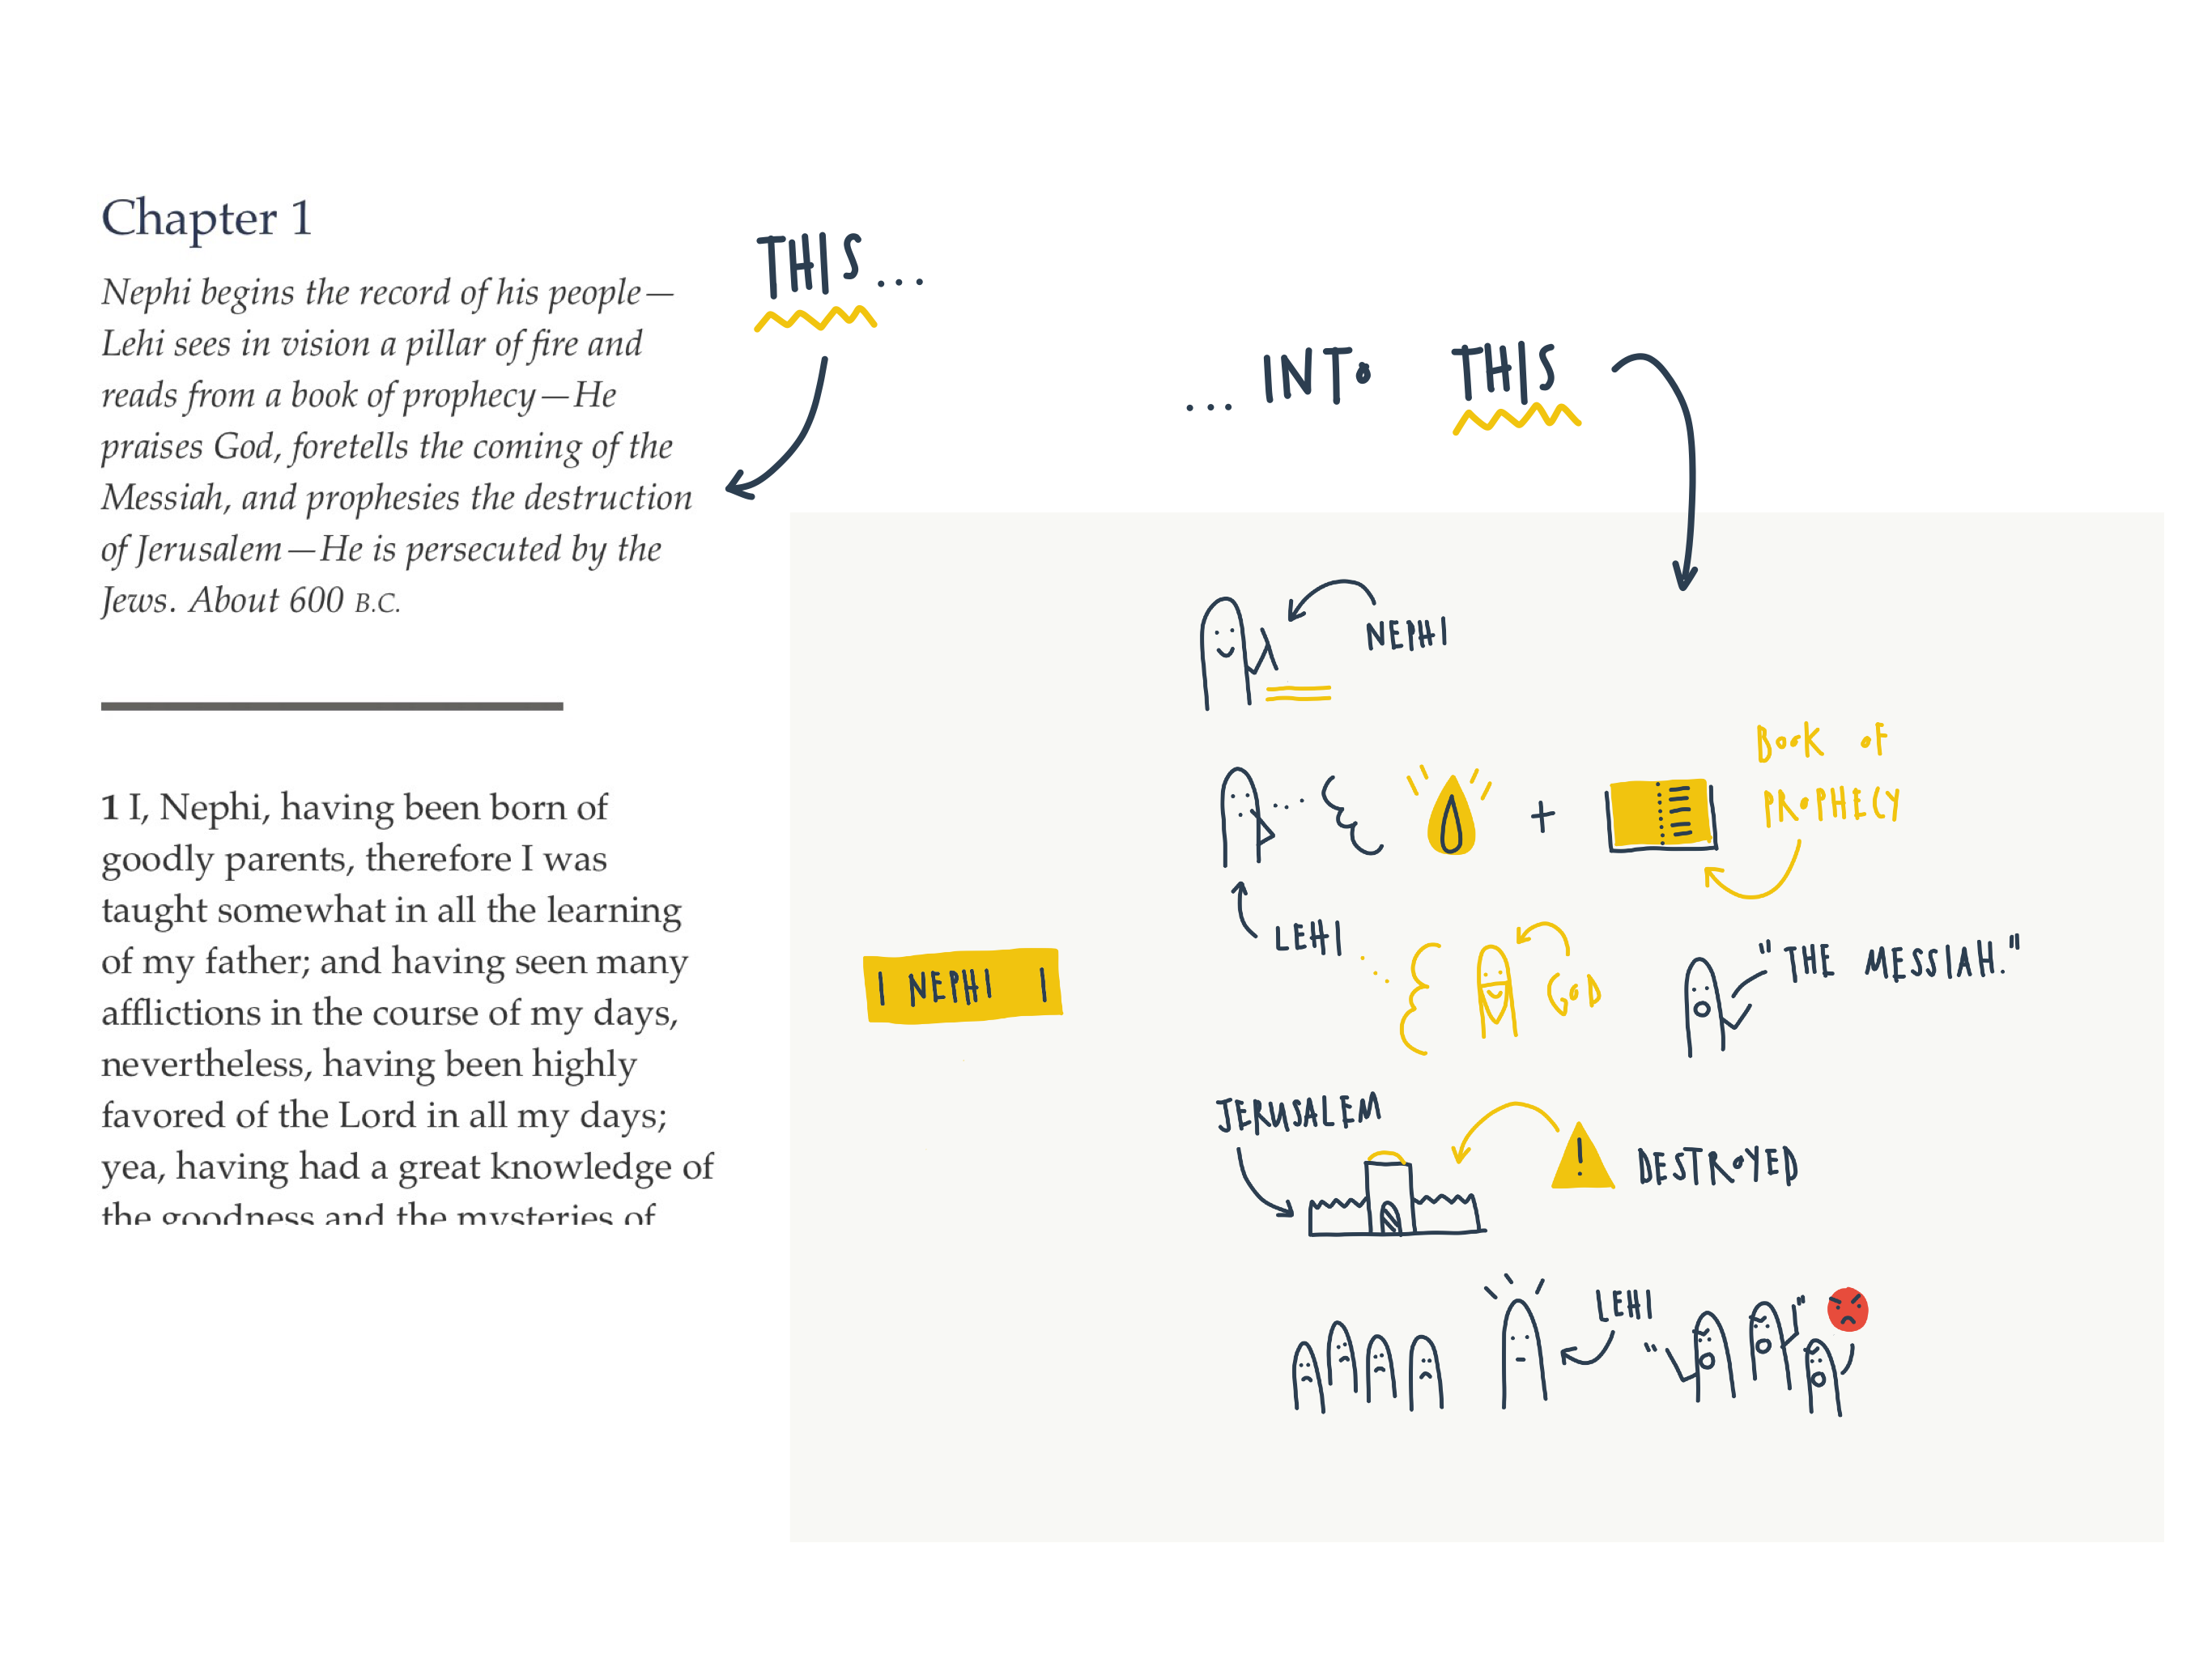 Chapter 1
Nephi begins the record of his people—
Lehi sees in vision a pillar of fire and
reads from a book of prophecy—He
praises God, foretells the coming of the
Messiah, and prophesies the destruction
of Jerusalem—He is persecuted by the
Jews. About 600 B.C.
1 I, Nephi, having been born of
goodly parents, therefore I was
taught somewhat in all the learning
of my father; and having seen many
afflictions in the course of my days,
nevertheless, having been highly
favored of the Lord in all my days;
yea, having had a great knowledge of
the goodness and the mysteries of
THIS...
...INTO THIS
1 NEPHI 1
NEPHI
BOOK OF
PROPHECY
LEHI
GOD
"THE MESSIAH."
JERUSALEM
! DESTROYED
LEHI